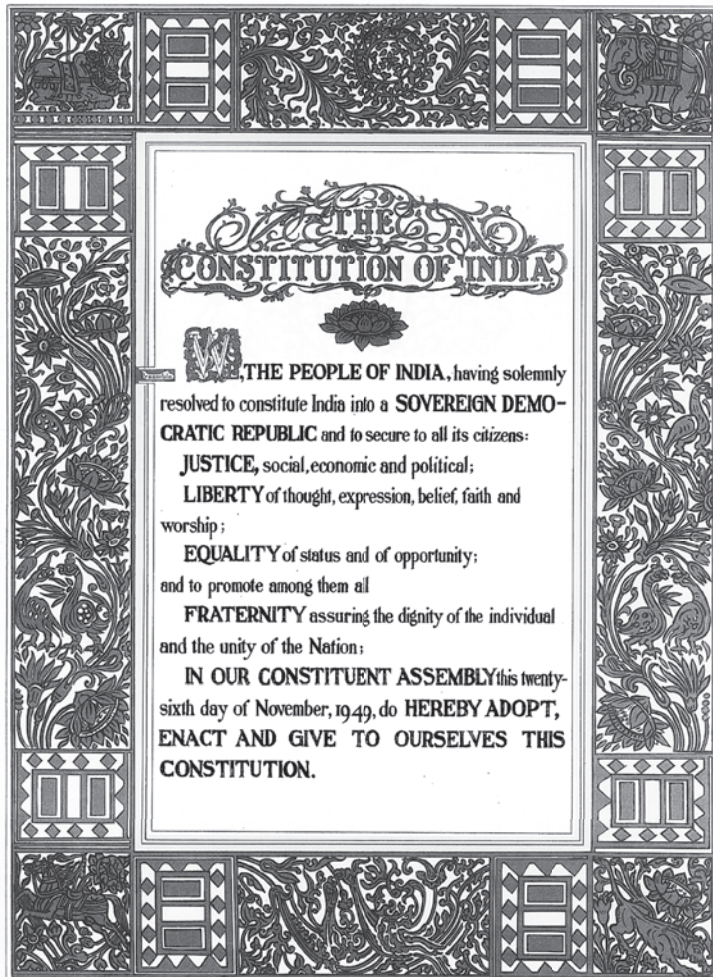 THE
CONSTITUTION OF INDIA
WE, THE PEOPLE OF INDIA, having solemnly
resolved to constitute India into a SOVEREIGN DEMO-
CRATIC REPUBLIC and to secure to all its citizens:
JUSTICE, social, economic and political;
LIBERTY of thought, expression, belief, faith and
worship;
EQUALITY of status and of opportunity;
and to promote among them all
FRATERNITY assuring the dignity of the individual
and the unity of the Nation;
IN OUR CONSTITUENT ASSEMBLY this twenty-
sixth day of November, 1949, do HEREBY ADOPT,
ENACT AND GIVE TO OURSELVES THIS
CONSTITUTION.